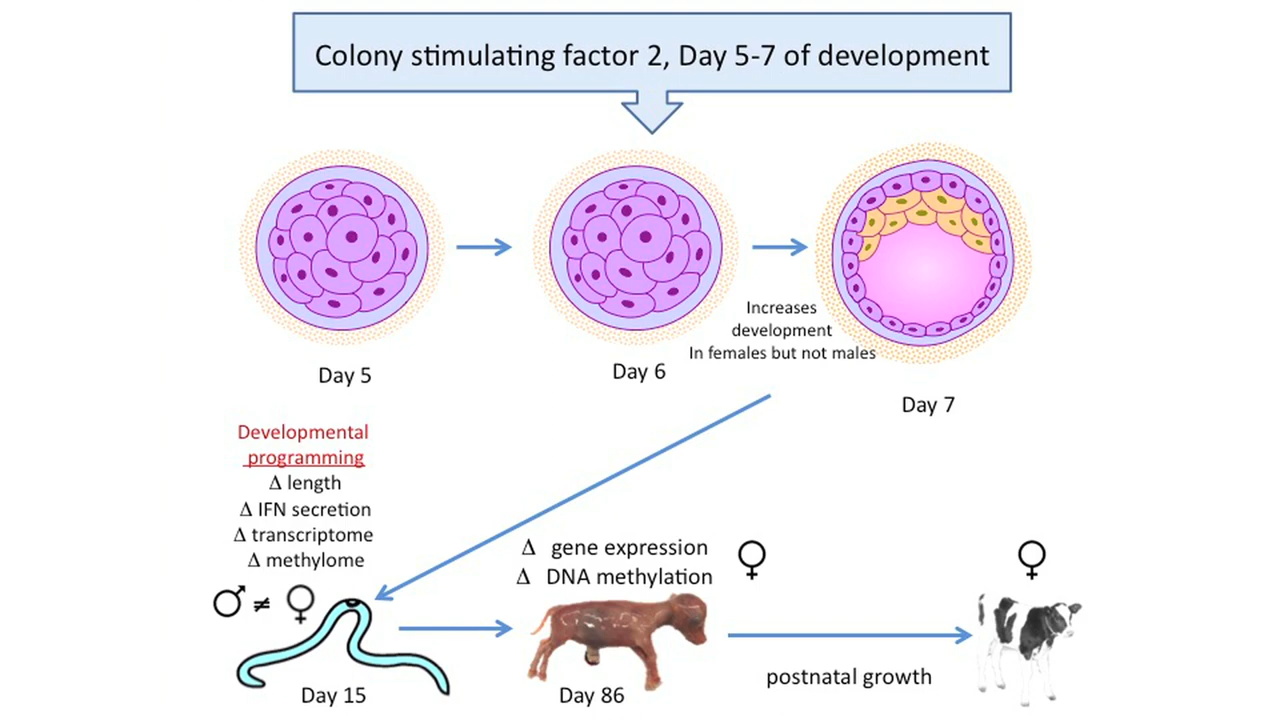 Colony stimulating factor 2, Day 5-7 of development
Day 5
Day 6
Increases
development
In females but not males
Day 7
Developmental
programming
Δ length
Δ IFN secretion
Δ transcriptome
Δ methylome
♂ ≠ ♀
Day 15
Δ gene expression
Δ DNA methylation
♀
Day 86
postnatal growth
♀